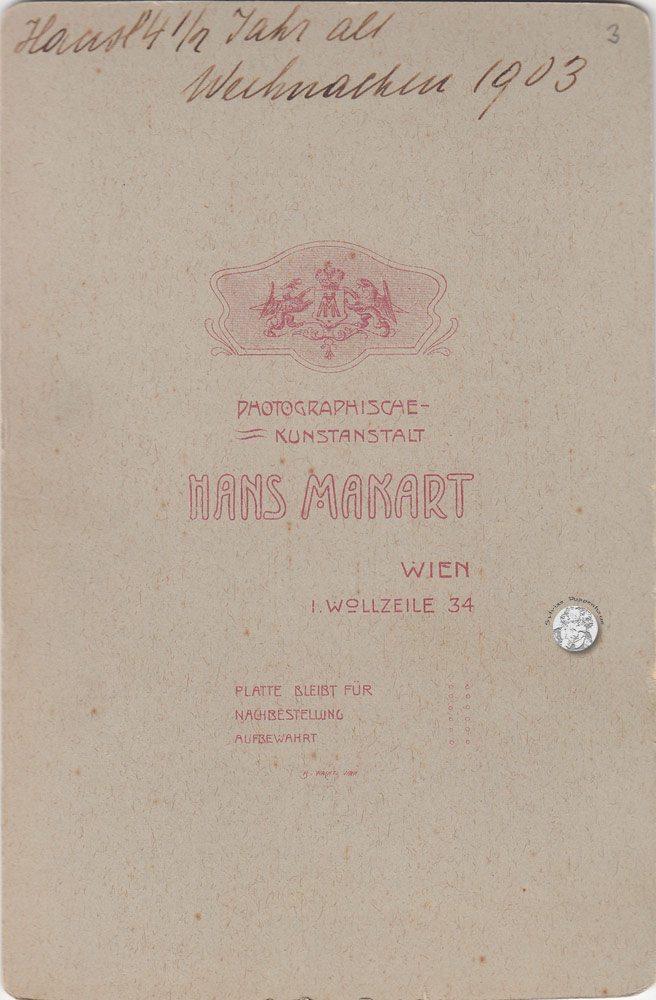 Hansl 4 1/2 Jahr alt
3
Weihnachten 1903
HM
PHOTOGRAPHISCHE-
KUNSTANSTALT
HANS MAKART
WIEN
I. WOLLZEILE 34
PLATTE BLEIBT FÜR
NACHBESTELLUNG
AUFBEWAHRT